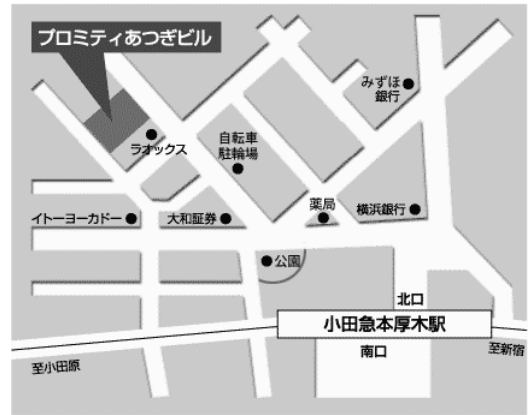 プロミティあつぎビル
みずほ
銀行
ラオックス
自転車
駐輪場
薬局
横浜銀行
イトーヨーカドー
大和証券
公園
北口
小田急本厚木駅
南口
至新宿
至小田原